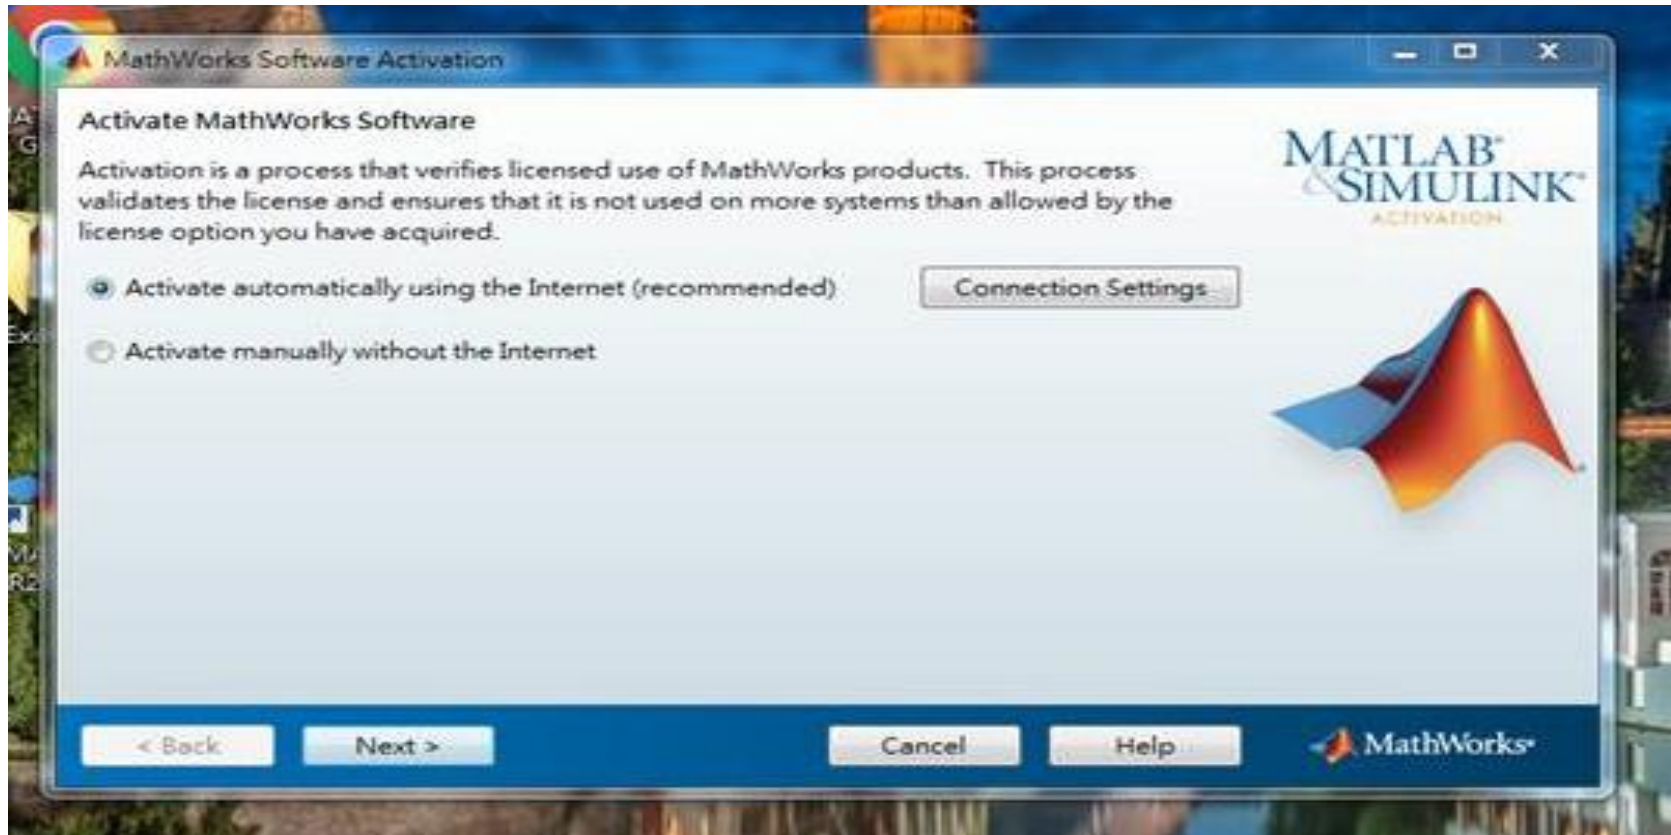 MathWorks Software Activation
Activate MathWorks Software
Activation is a process that verifies licensed use of MathWorks products. This process
validates the license and ensures that it is not used on more systems than allowed by the
license option you have acquired.
Activate automatically using the Internet (recommended)
Connection Settings
Activate manually without the Internet
MATLAB®
&SIMULINK®
ACTIVATION
< Back
Next >
Cancel
Help
MathWorks®